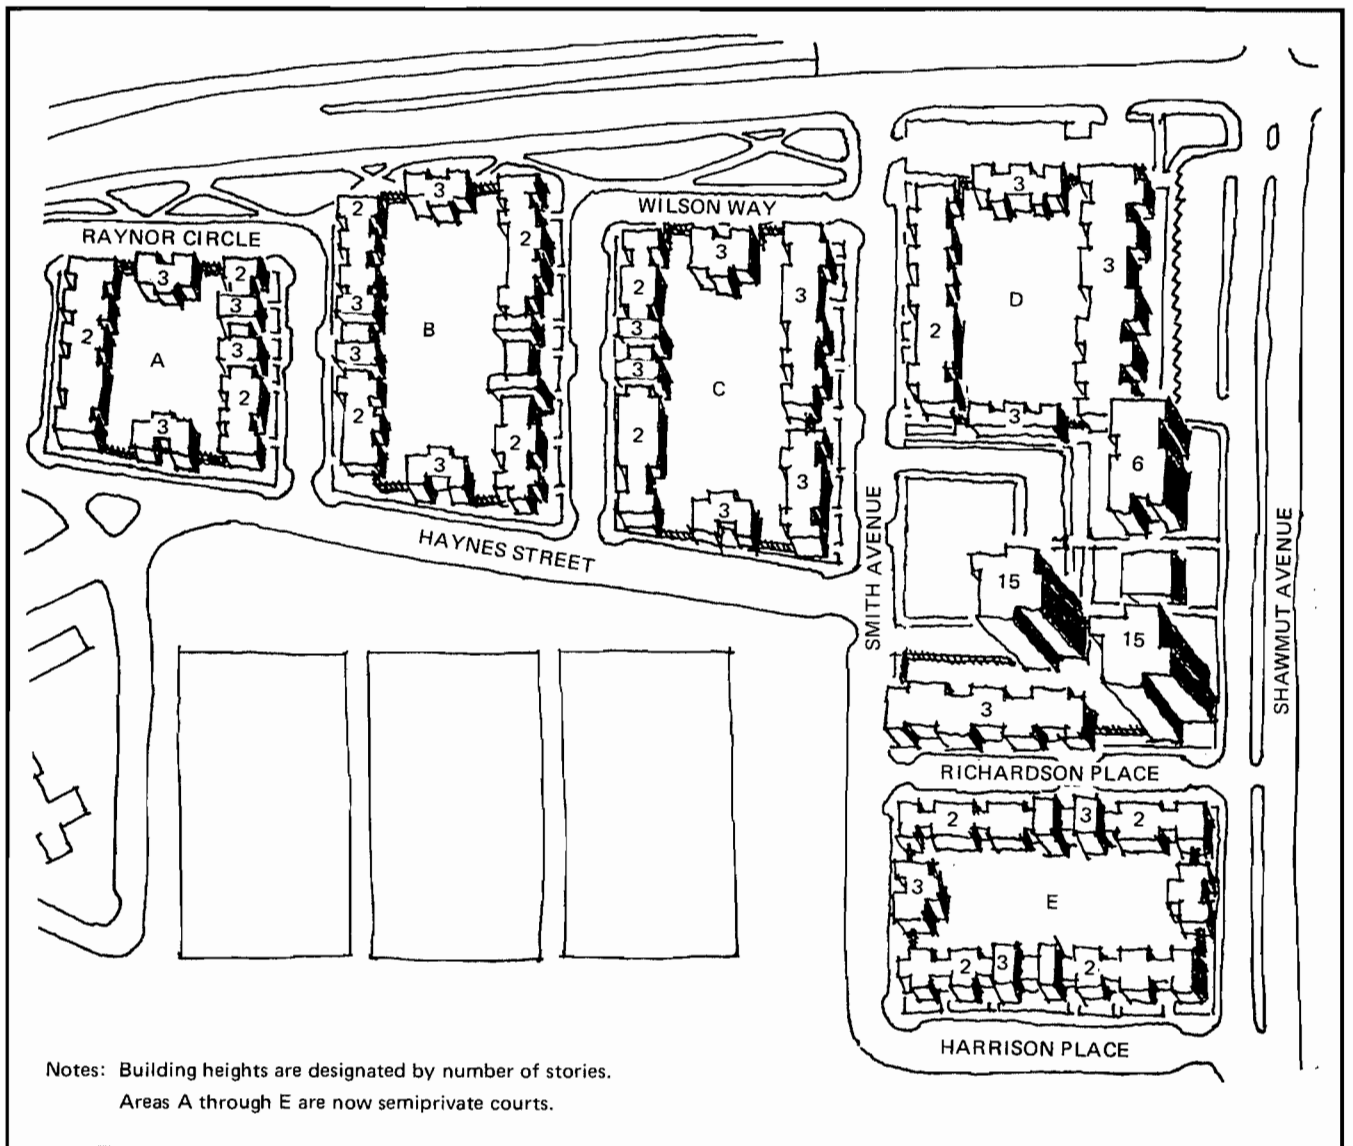 WILSON WAY
RAYNOR CIRCLE
3
2
2
3
2
3
3
2
A
3
2
2
3
3
2
3
B
2
2
3
3
2
3
3
3
2
C
3
3
3
2
D
3
3
6
HAYNES STREET
SMITH AVENUE
SHAWMUT AVENUE
15
15
3
RICHARDSON PLACE
2
3
2
3
E
2
3
2
HARRISON PLACE
Notes: Building heights are designated by number of stories.
Areas A through E are now semiprivate courts.